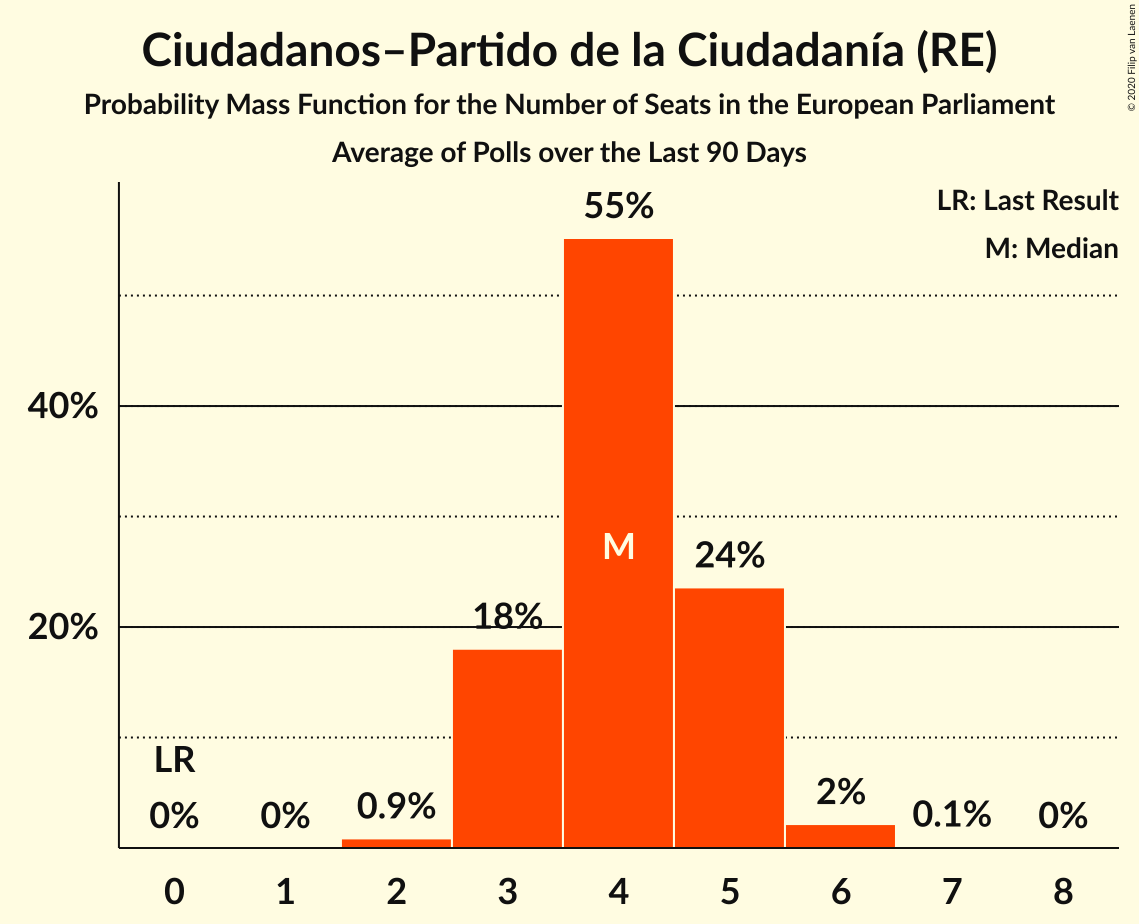 Ciudadanos–Partido de la Ciudadanía (RE)
Probability Mass Function for the Number of Seats in the European Parliament
Average of Polls over the Last 90 Days
© 2020 Filip van Laenen
LR: Last Result
M: Median
55%
40%
M
24%
18%
20%
LR
0%
0%
0.9%
2%
0.1%
0%
0 1 2 3 4 5 6 7 8